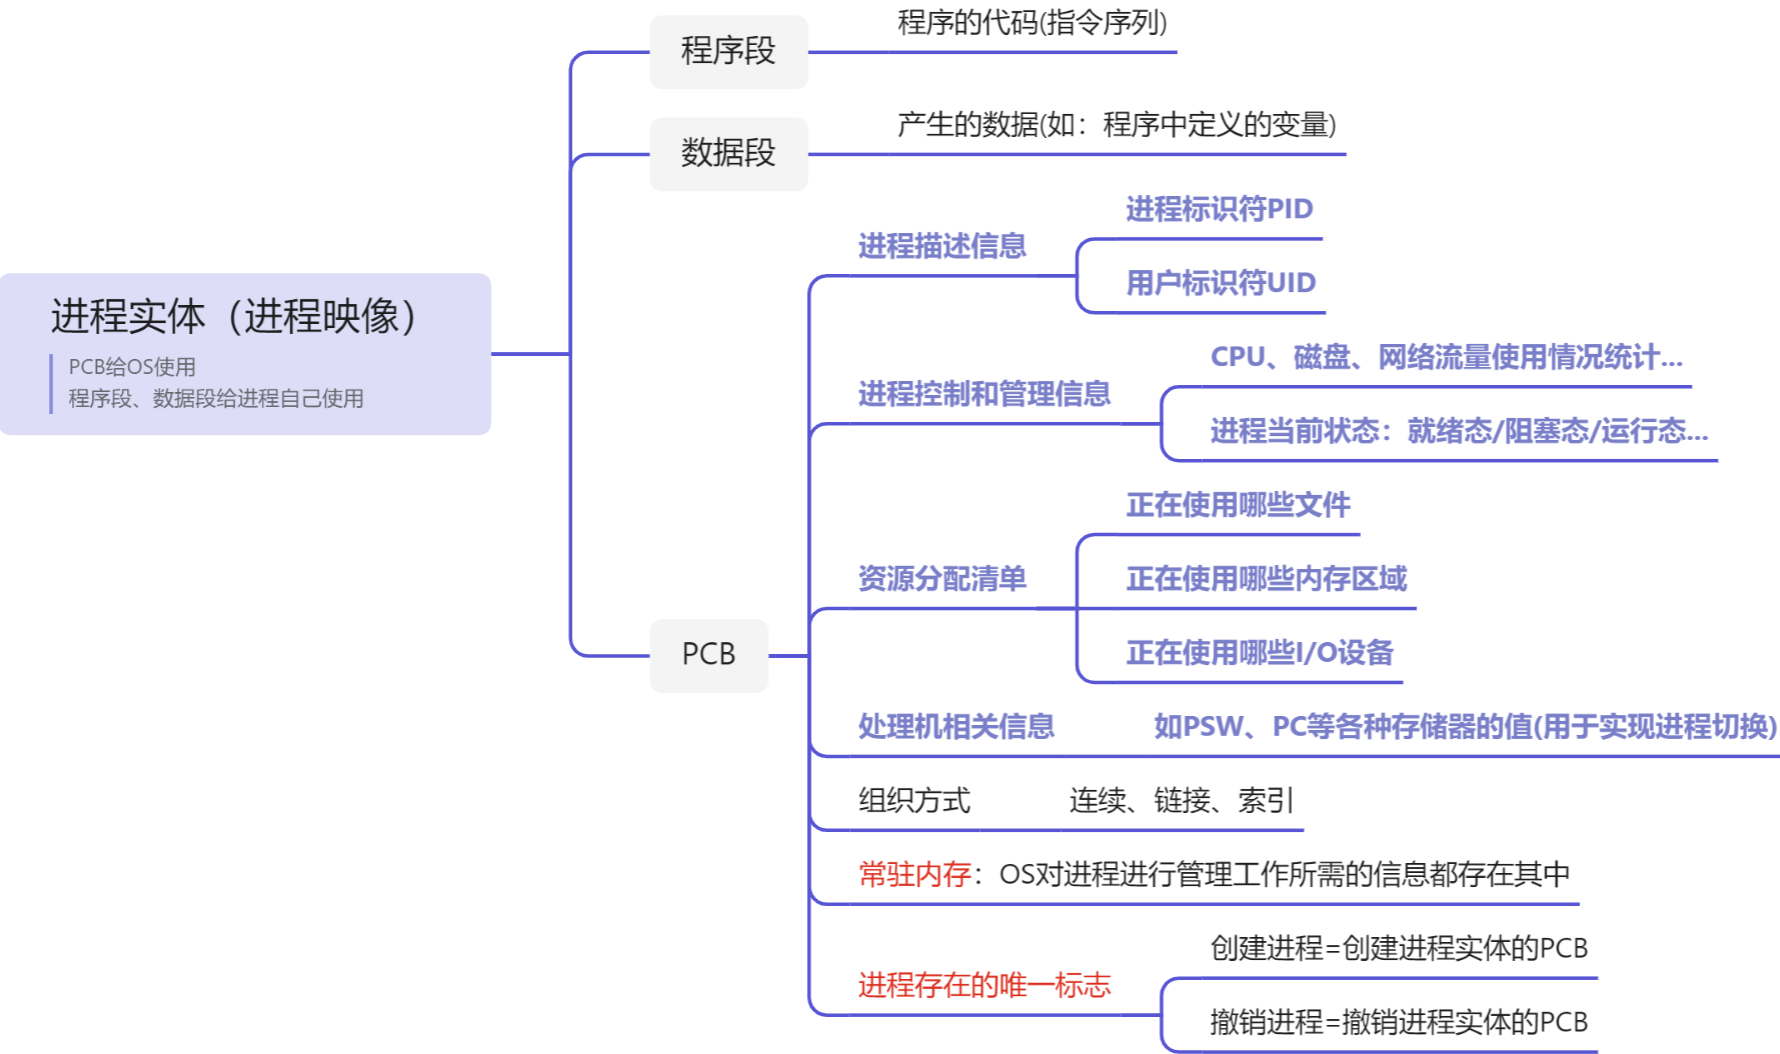 进程实体（进程映像）
PCB给OS使用
程序段、数据段给进程自己使用
程序段
程序的代码(指令序列)
数据段
产生的数据(如：程序中定义的变量)
PCB
进程描述信息
进程标识符PID
用户标识符UID
进程控制和管理信息
CPU、磁盘、网络流量使用情况统计...
进程当前状态：就绪态/阻塞态/运行态...
资源分配清单
正在使用哪些文件
正在使用哪些内存区域
正在使用哪些I/O设备
处理机相关信息
如PSW、PC等各种存储器的值(用于实现进程切换)
组织方式
连续、链接、索引
常驻内存：OS对进程进行管理工作所需的信息都存在其中
进程存在的唯一标志
创建进程=创建进程实体的PCB
撤销进程=撤销进程实体的PCB